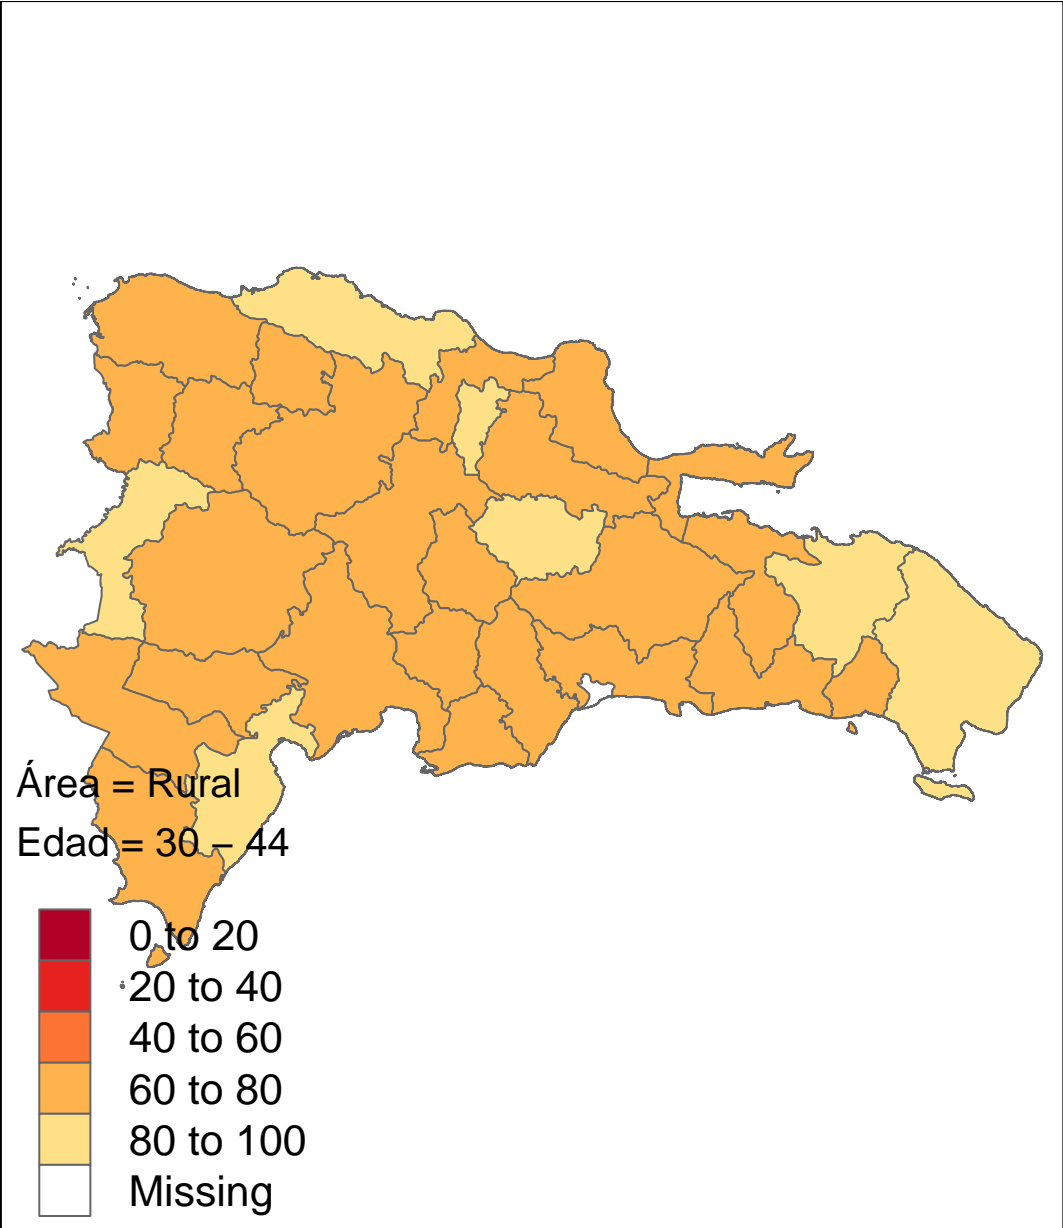 Área = Rural
Edad = 30 – 44
0 to 20
20 to 40
40 to 60
60 to 80
80 to 100
Missing